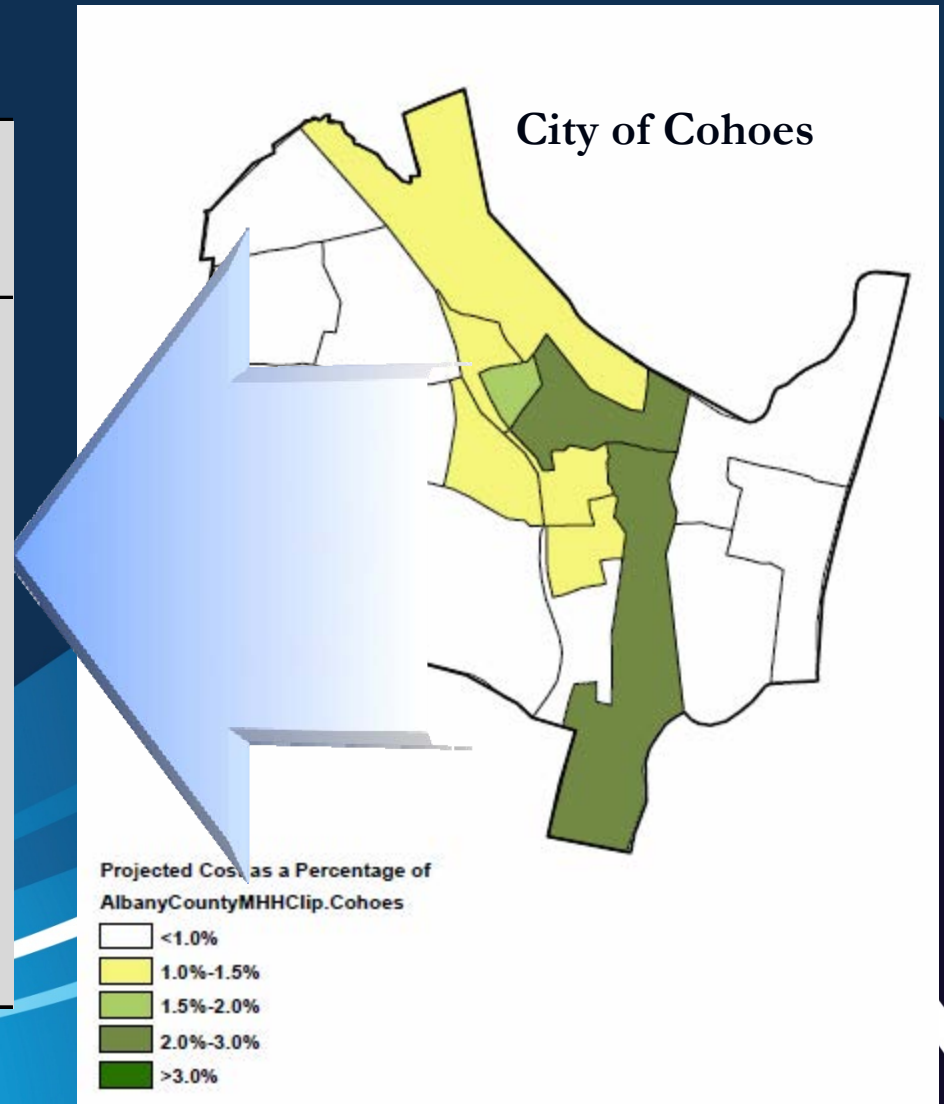 City of Cohoes
Projected Cost as a Percentage of
AlbanyCountyMHHClip.Cohoes
<1.0%
1.0%-1.5%
1.5%-2.0%
2.0%-3.0%
>3.0%